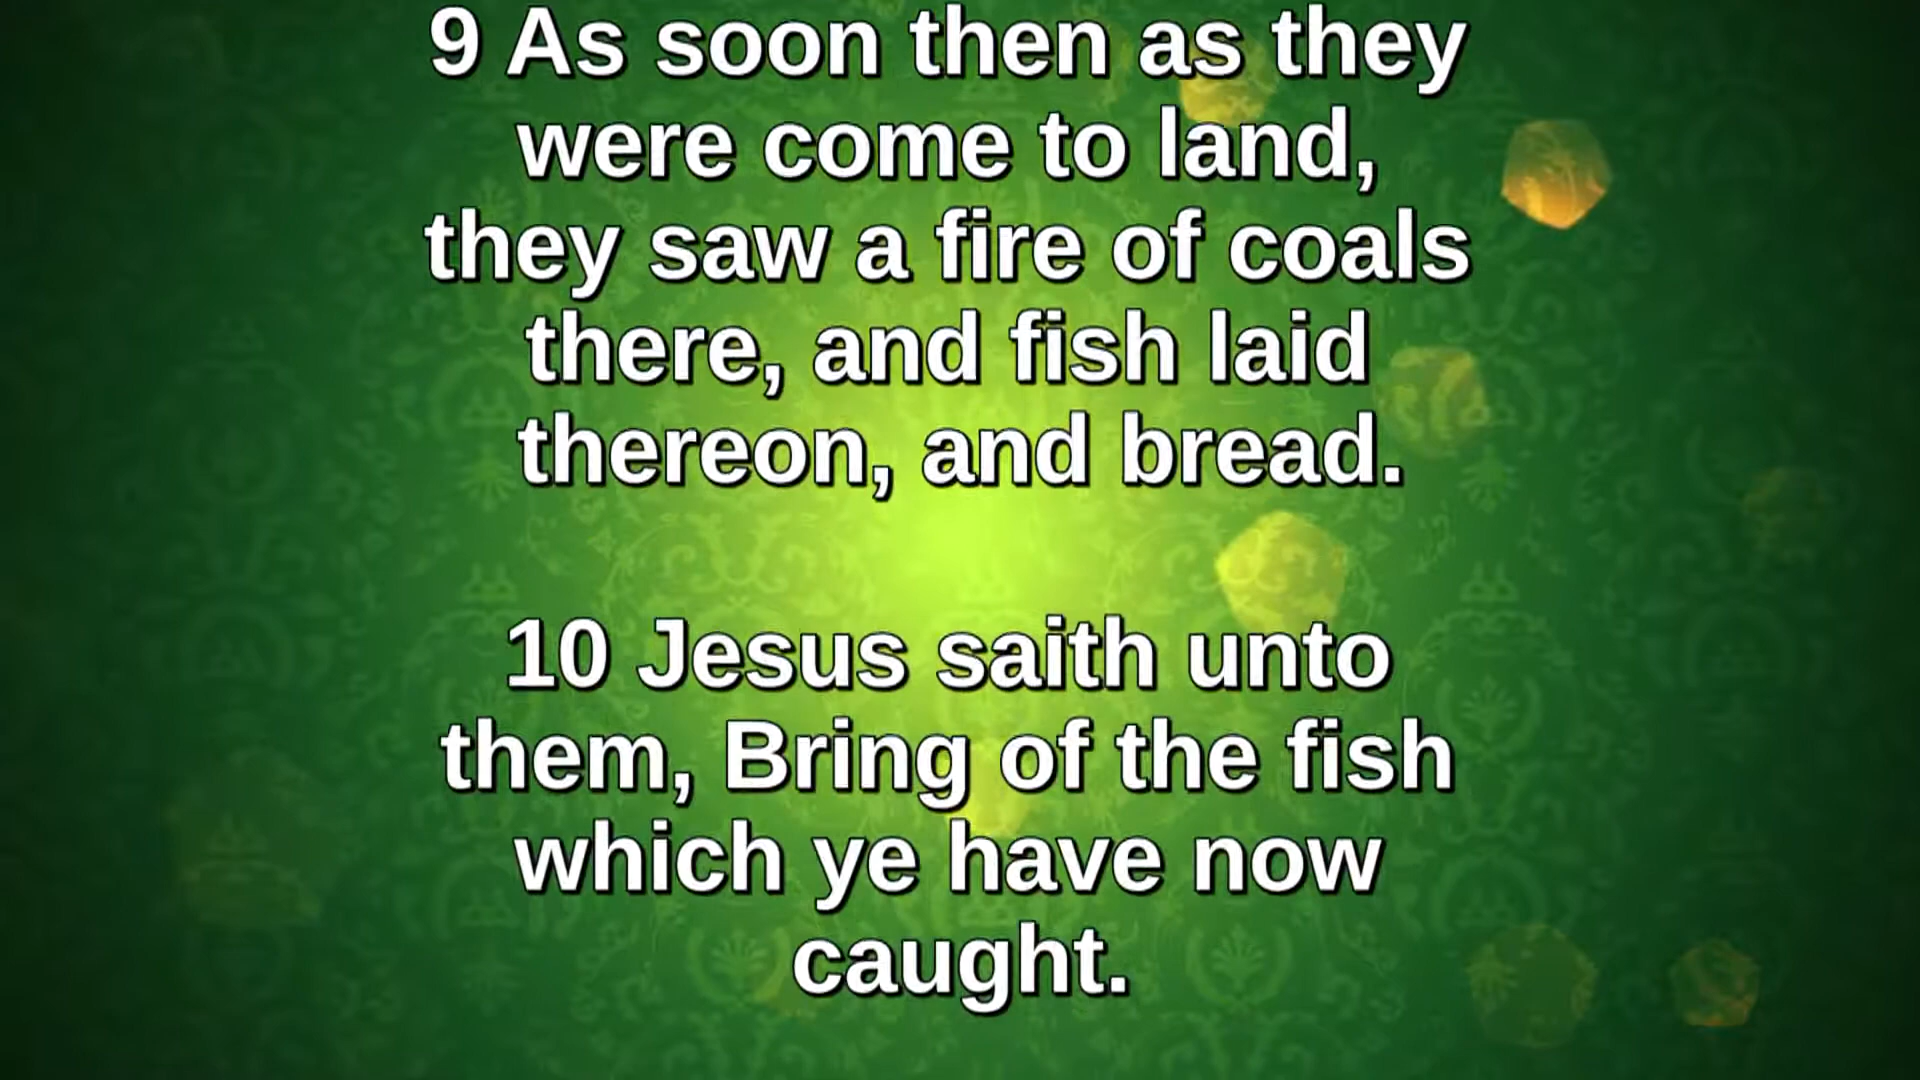 9 As soon then as they
were come to land,
they saw a fire of coals
there, and fish laid
thereon, and bread.
10 Jesus saith unto
them, Bring of the fish
which ye have now
caught.